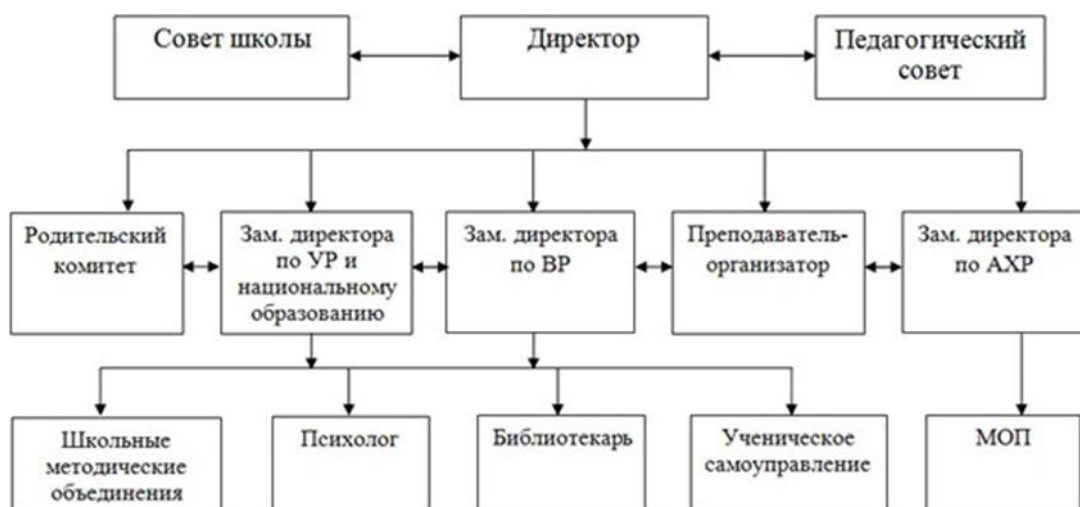 Совет школы
Директор
Педагогический
совет
Родительский
комитет
Зам. директора
по УР и
национальному
образованию
Зам. директора
по ВР
Преподаватель-
организатор
Зам. директора
по АХР
Школьные
методические
объединения
Психолог
Библиотекарь
Ученическое
самоуправление
МОП